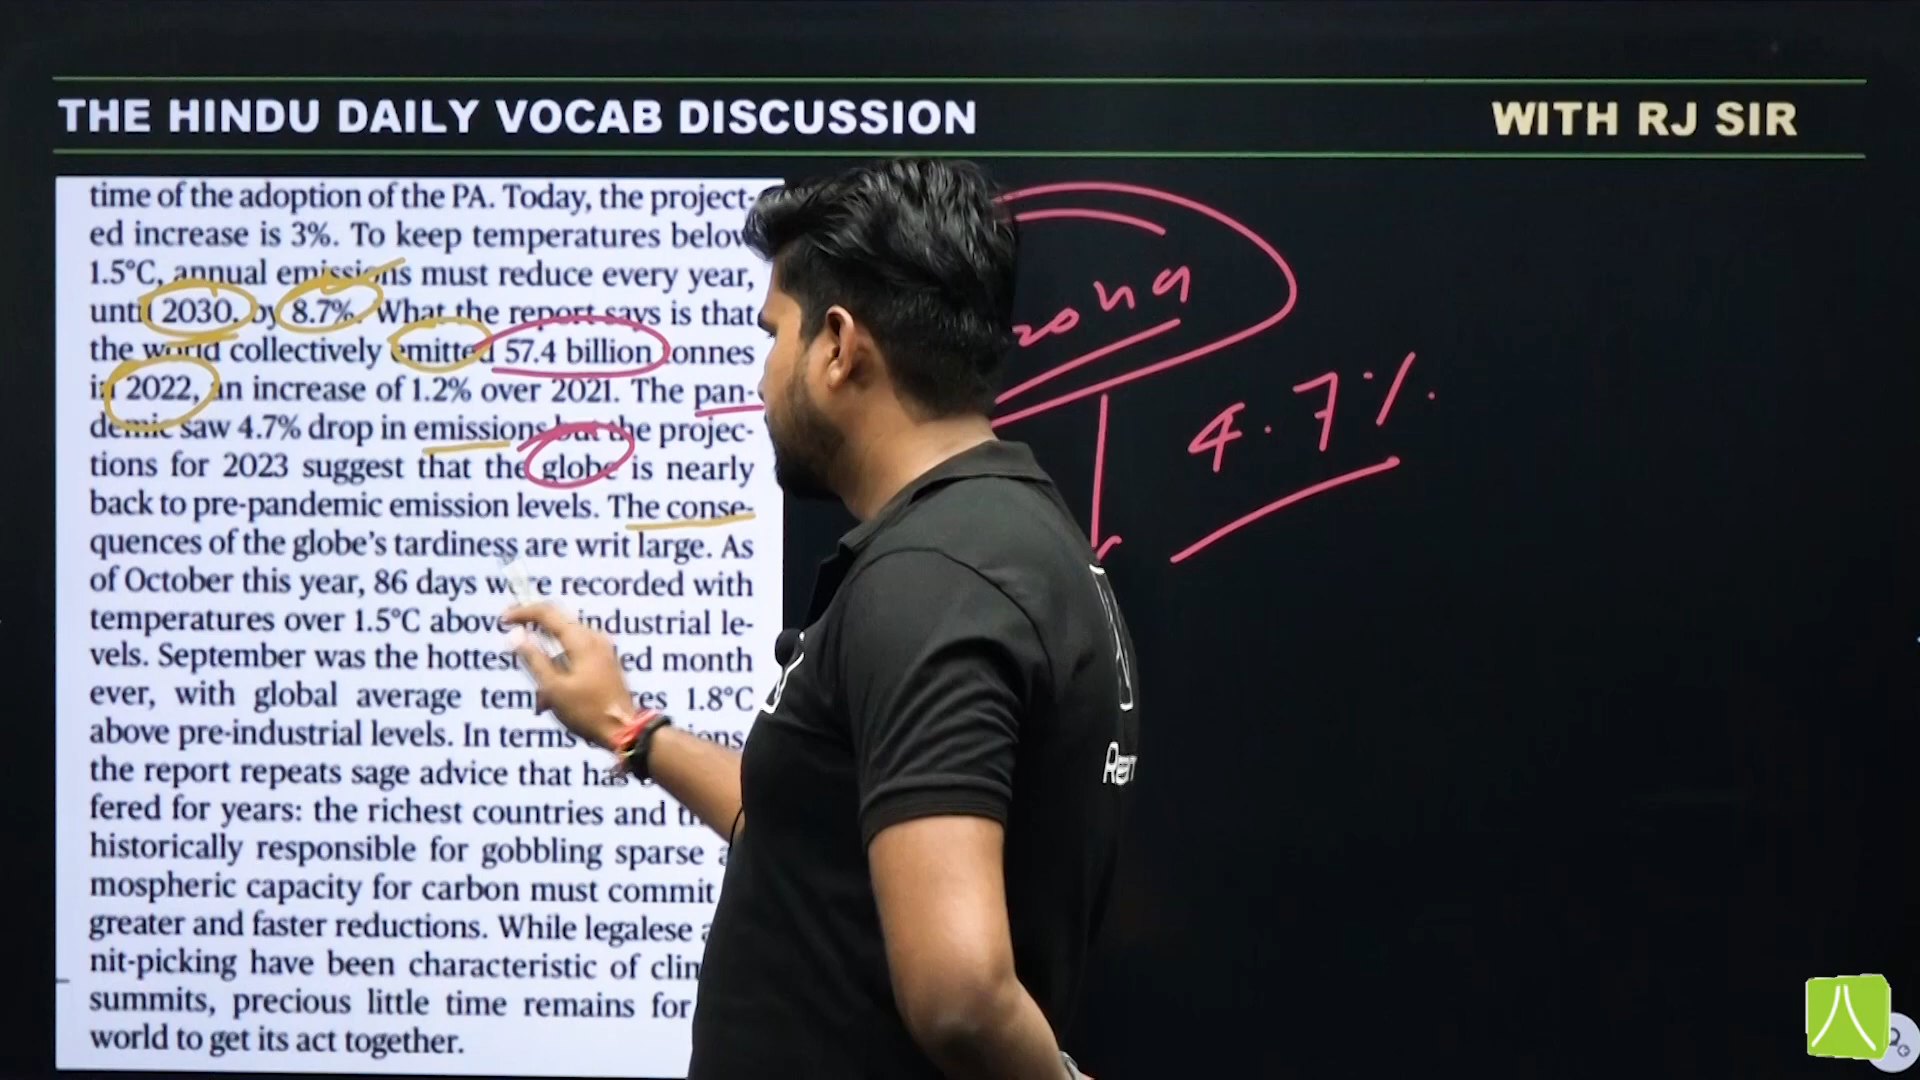 THE HINDU DAILY VOCAB DISCUSSION
WITH RJ SIR
time of the adoption of the PA. Today, the project-
ed increase is 3%. To keep temperatures below
1.5°C, annual emissions must reduce every year,
until 2030. by 8.7%. What the report says is that
the world collectively emitted 57.4 billion tonnes
in 2022, an increase of 1.2% over 2021. The pan-
demic saw 4.7% drop in emissions but the projec-
tions for 2023 suggest that the globe is nearly
back to pre-pandemic emission levels. The conse-
quences of the globe's tardiness are writ large. As
of October this year, 86 days were recorded with
temperatures over 1.5°C above industrial le-
vels. September was the hottest month
ever, with global average 1.8°C
above pre-industrial levels. In terms
the report repeats sage advice that
fered for years: the richest countries and
historically responsible for gobbling sparse
mospheric capacity for carbon must commit
greater and faster reductions. While legalese
nit-picking have been characteristic of
summits, precious little time remains for
world to get its act together.
4.7%